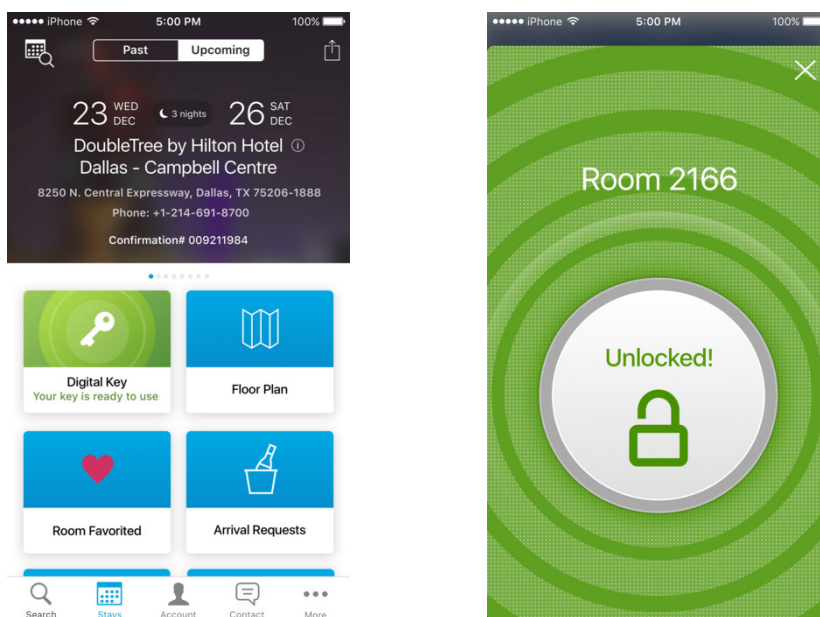 iPhone 5:00 PM 100%
Past Upcoming
23 WED DEC 3 nights 26 SAT DEC
DoubleTree by Hilton Hotel
Dallas - Campbell Centre
8250 N. Central Expressway, Dallas, TX 75206-1888
Phone: +1-214-691-8700
Confirmation# 009211984
Digital Key
Your key is ready to use
Floor Plan
Room Favorited
Arrival Requests
Search Stays Account Contact More
iPhone 5:00 PM 100%
Room 2166
Unlocked!